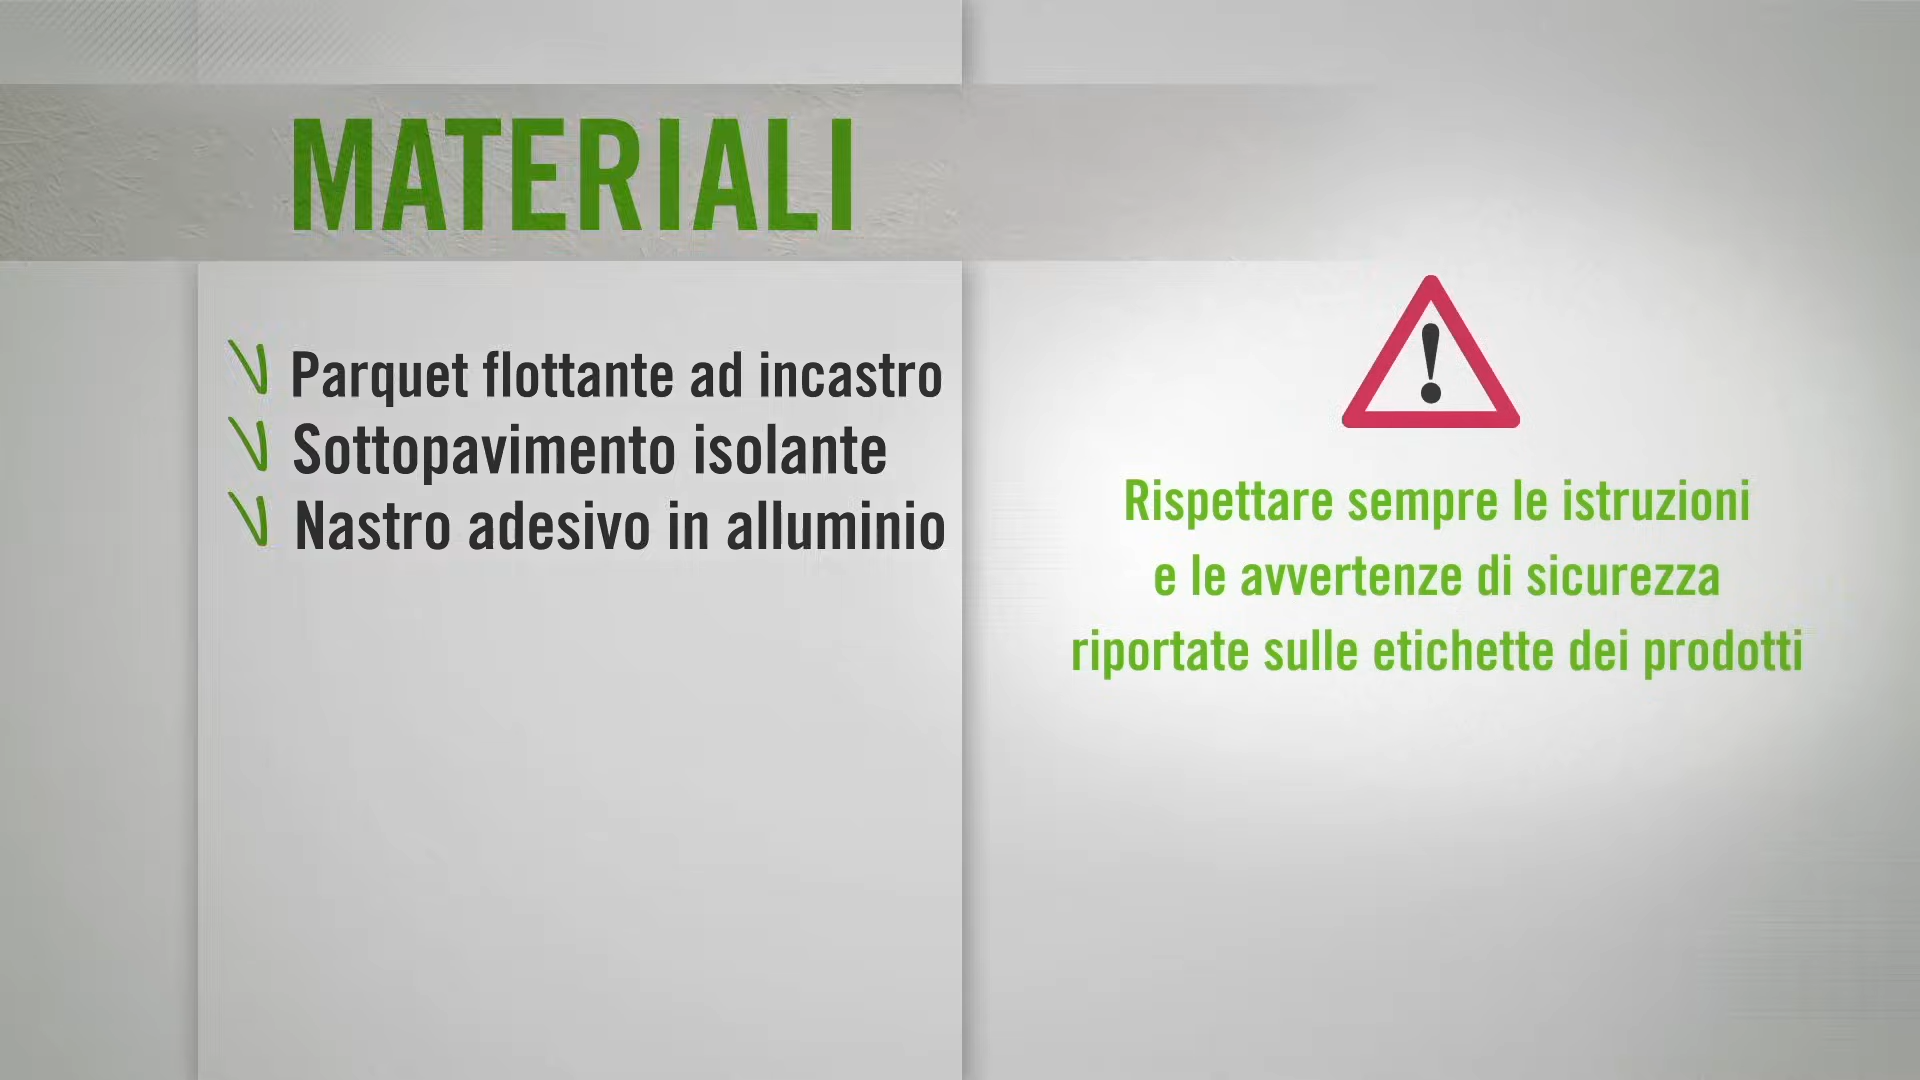 MATERIALI
Parquet flottante ad incastro
Sottopavimento isolante
Nastro adesivo in alluminio
Rispettare sempre le istruzioni
e le avvertenze di sicurezza
riportate sulle etichette dei prodotti